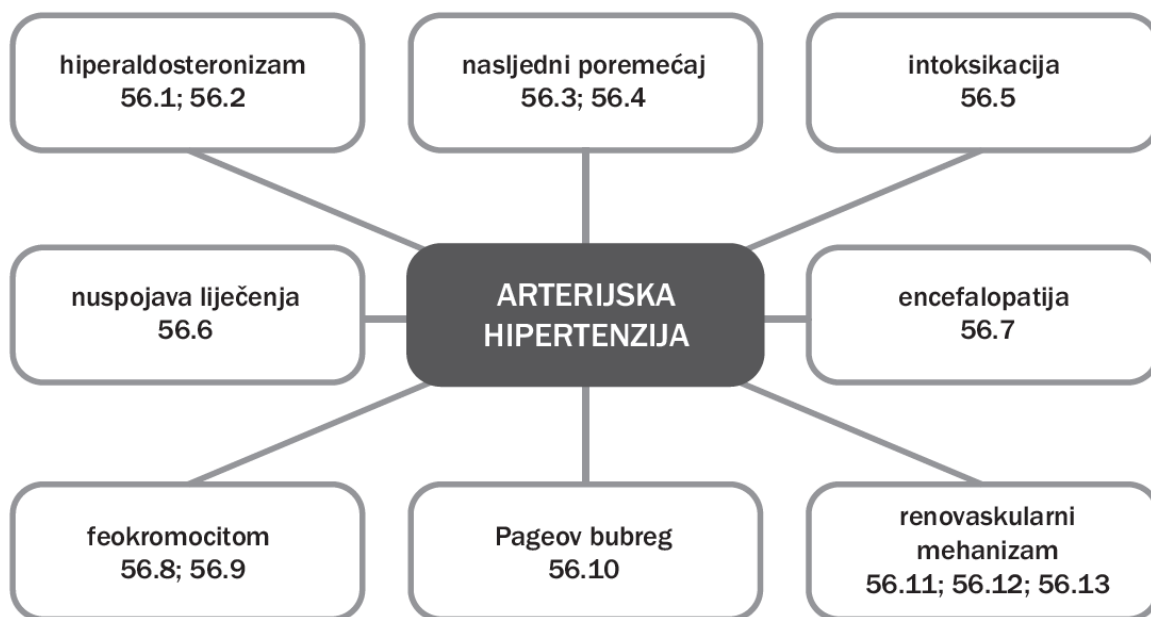 hiperaldosteronizam
56.1; 56.2
nasljedni poremećaj
56.3; 56.4
intoksikacija
56.5
nuspojava liječenja
56.6
ARTERIJSKA
HIPERTENZIJA
encefalopatija
56.7
feokromocitom
56.8; 56.9
Pageov bubreg
56.10
renovaskularni
mehanizam
56.11; 56.12; 56.13